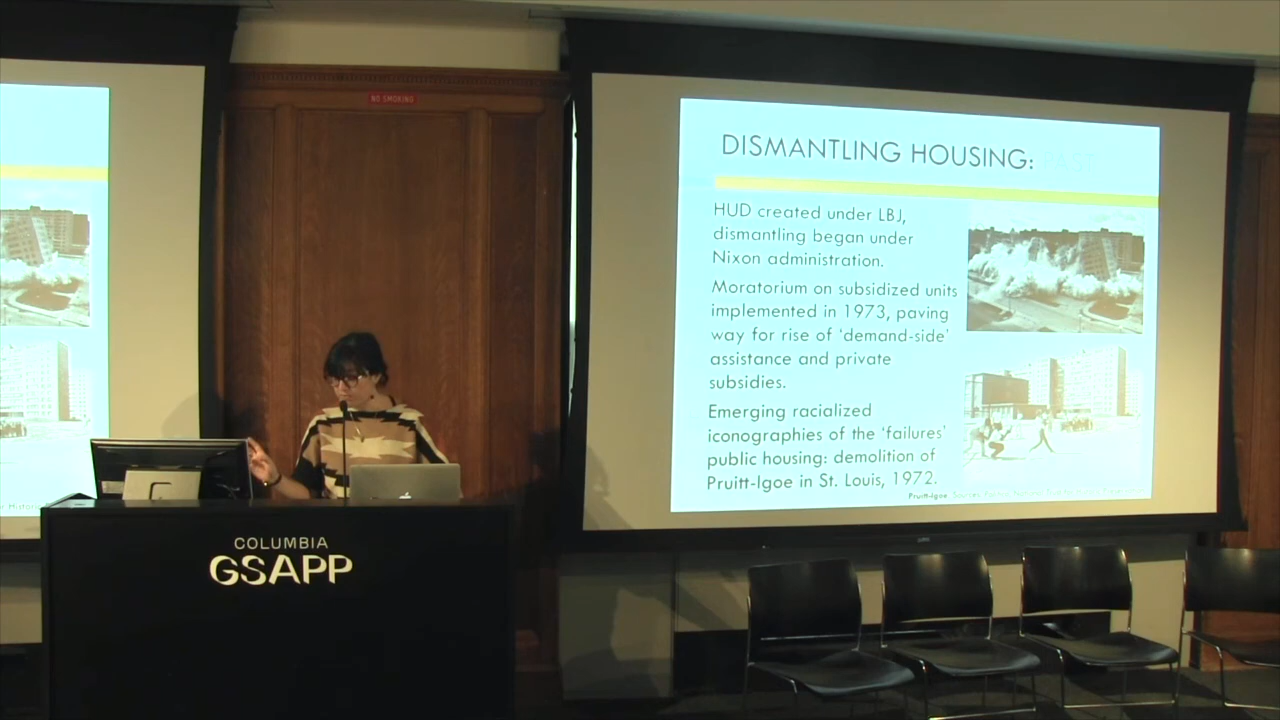 NO SMOKING
DISMANTLING HOUSING: PAST
HUD created under LBJ,
dismantling began under
Nixon administration.
Moratorium on subsidized units
implemented in 1973, paving
way for rise of ‘demand-side’
assistance and private
subsidies.
Emerging racialized
iconographies of the ‘failures’
public housing: demolition of
Pruitt-Igoe in St. Louis, 1972.
Pruitt-Igoe. Sources:
COLUMBIA
GSAPP